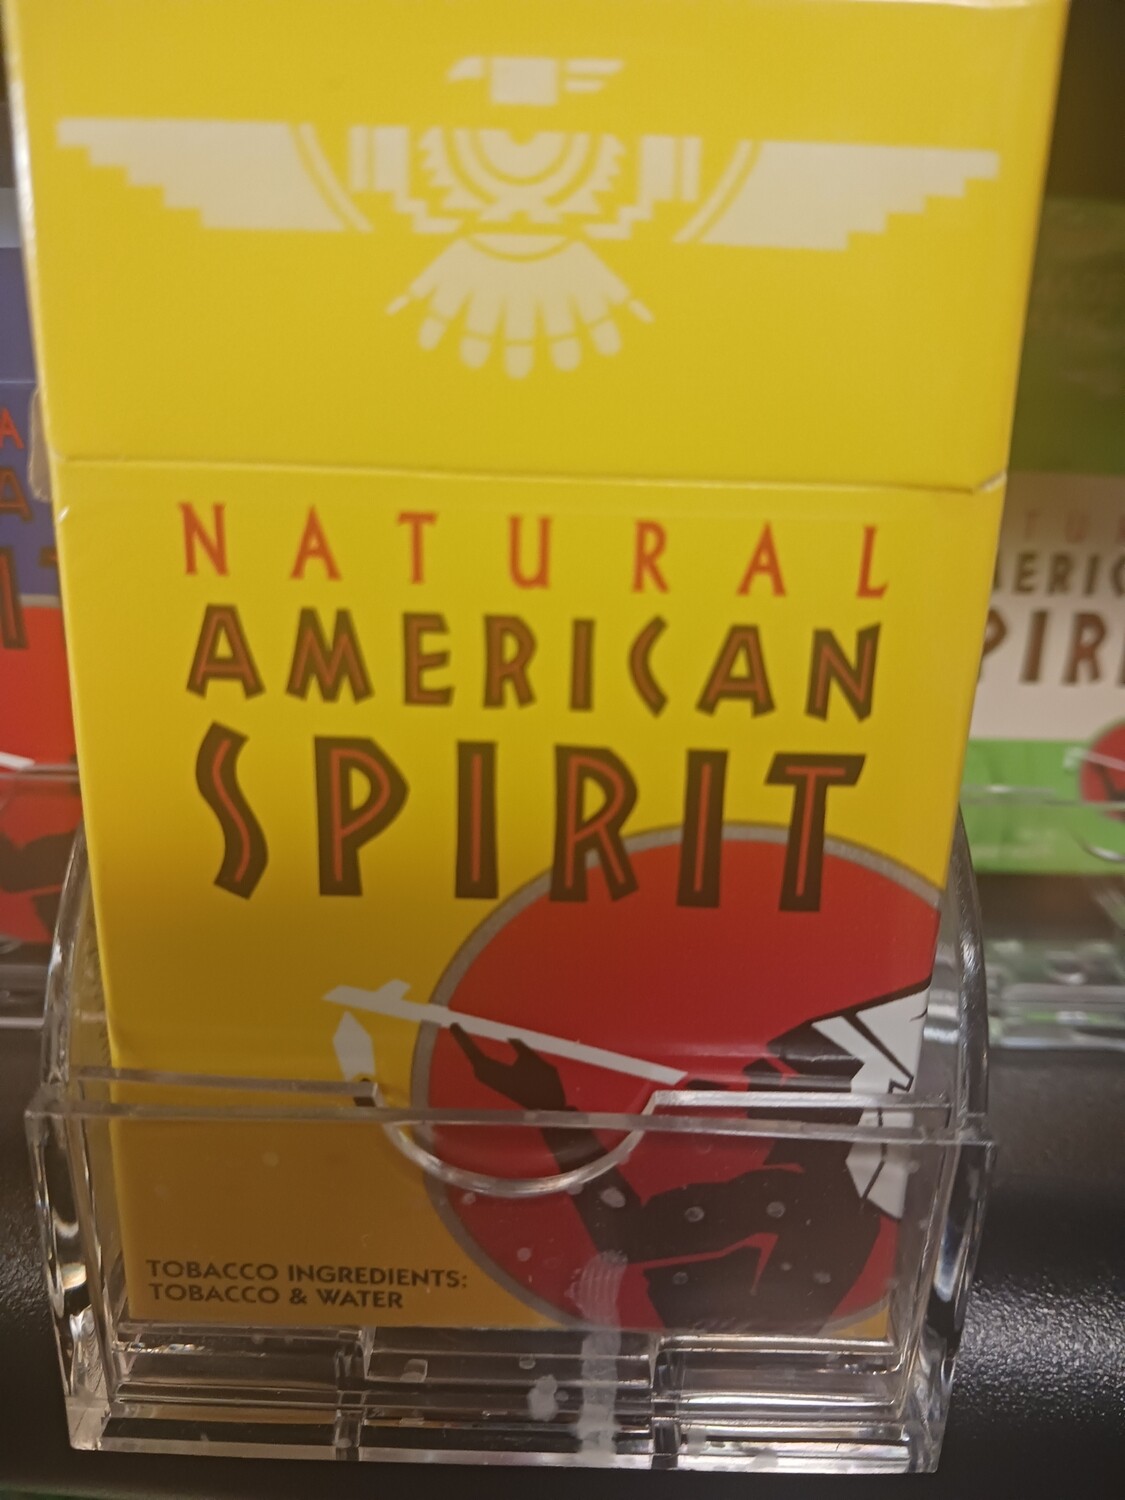 NATURAL
AMERICAN
SPIRIT
TOBACCO INGREDIENTS:
TOBACCO & WATER